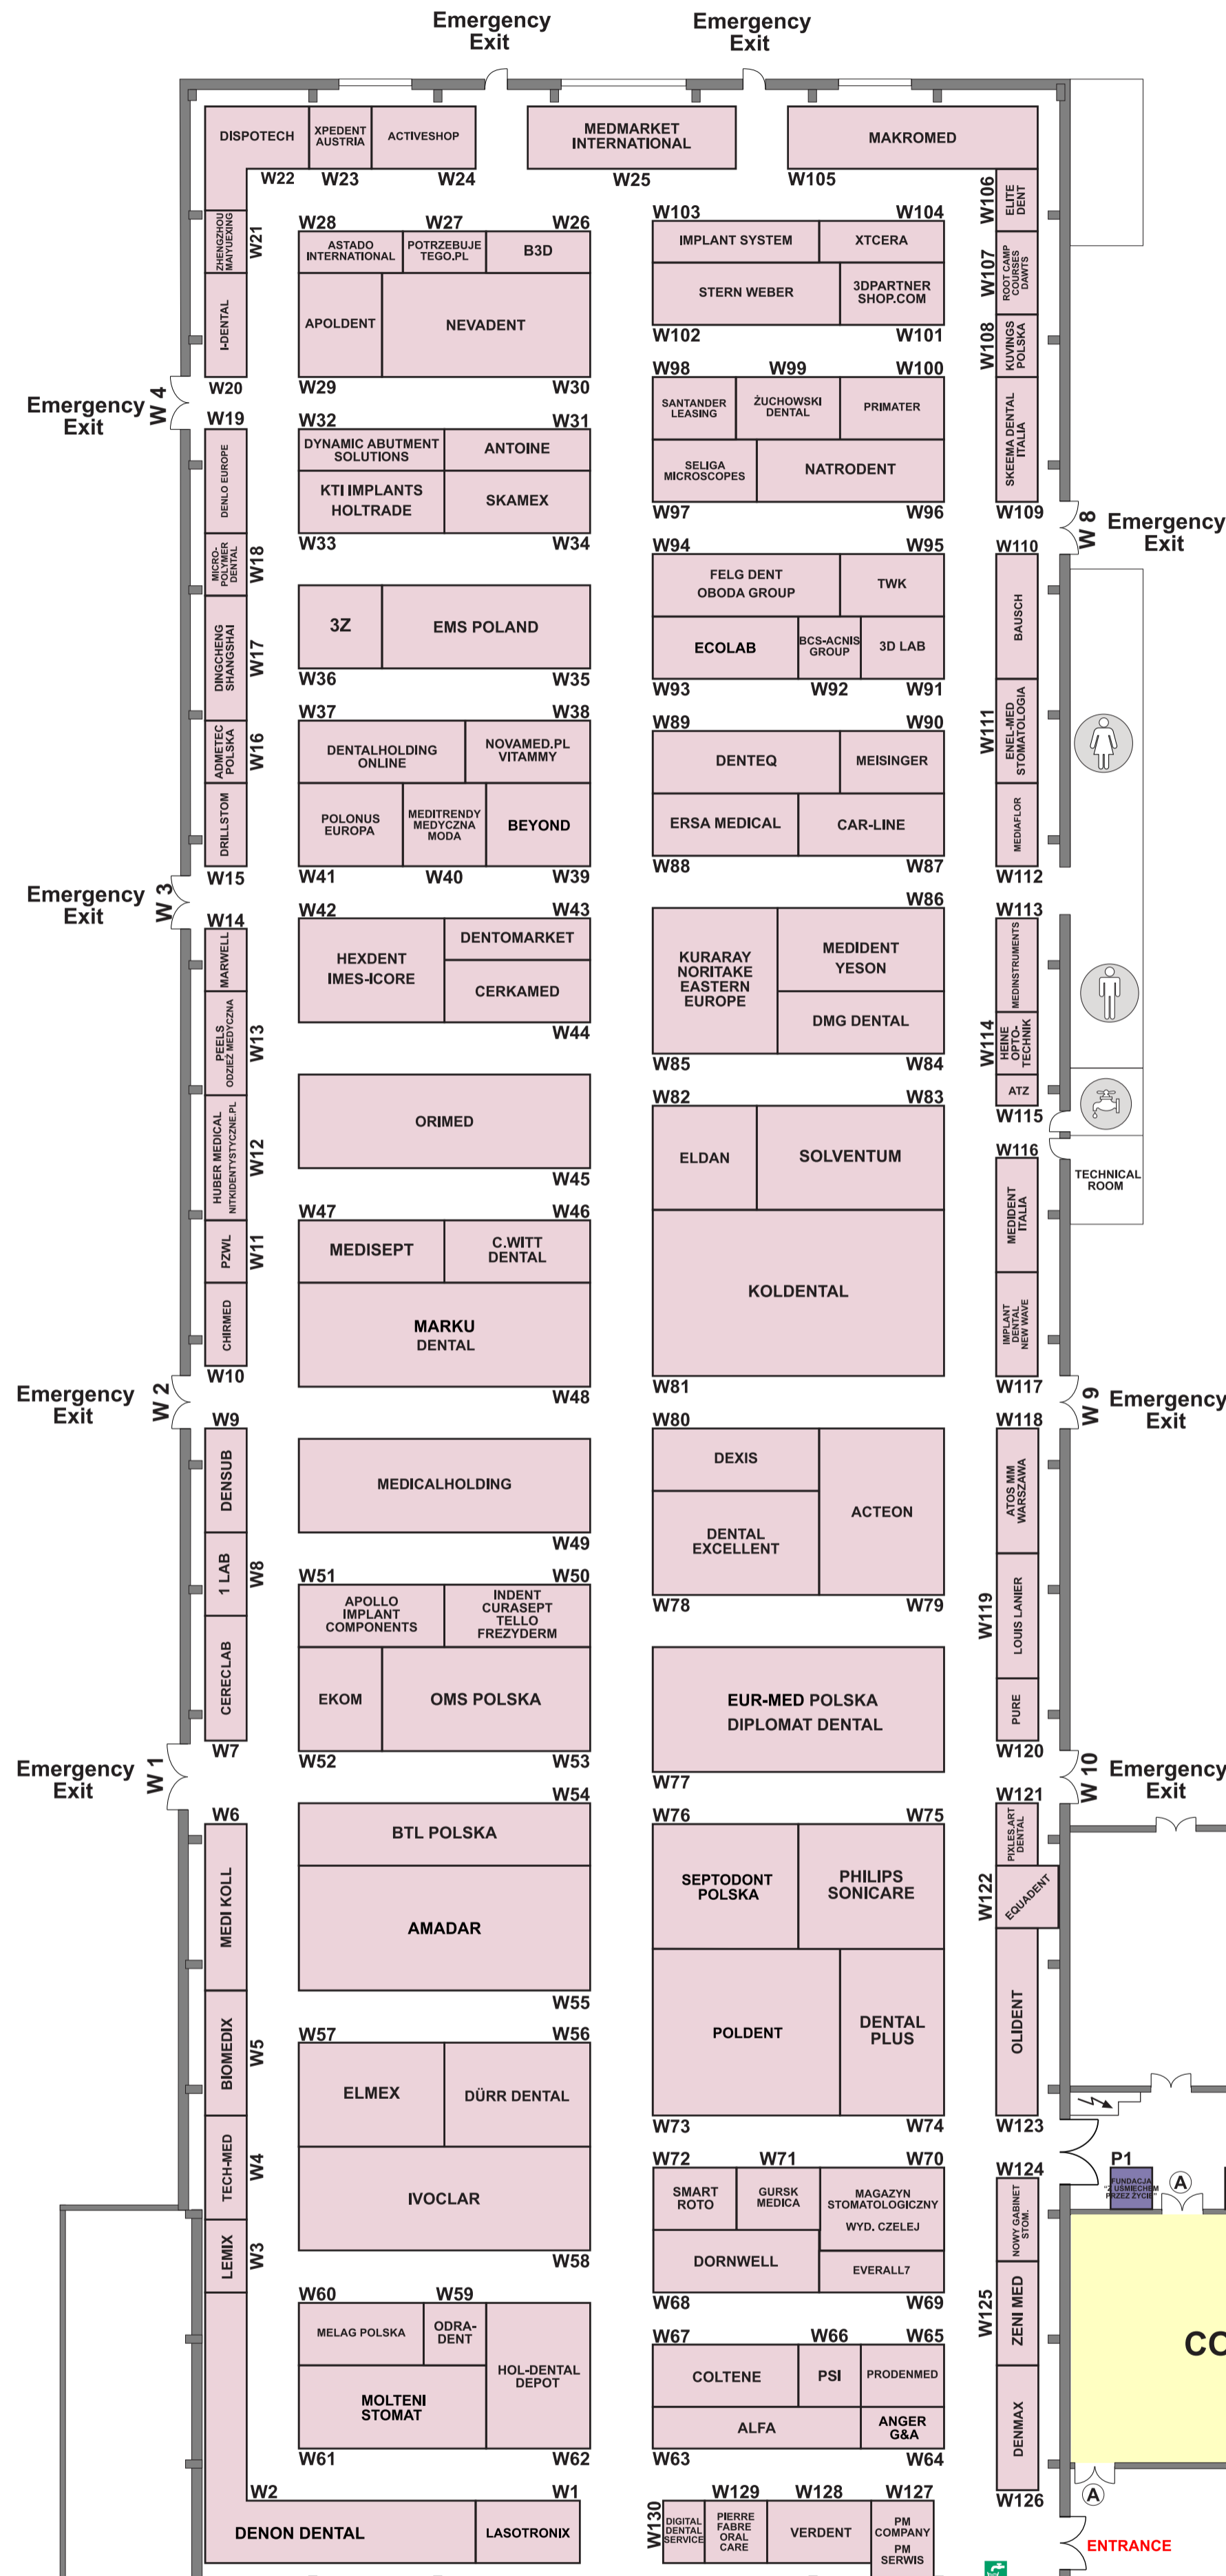 Emergency
Exit
Emergency
Exit
DISPOTECH
XPEDENT
AUSTRIA
ACTIVESHOP
MEDMARKET
INTERNATIONAL
MAKROMED
W22
W23
W24
W25
W105
W106
ELITE
DENT
ZHENGZHOU
MAIYUEXING
W21
W28
W27
W26
ASTADO
INTERNATIONAL
POTRZEBUJE
TEGO.PL
B3D
W103
W104
IMPLANT SYSTEM
XTCERA
W107
ROOT CAMP
COURSES
DAWTS
I-DENTAL
APOLDENT
NEVADENT
STERN WEBER
3DPARTNER
SHOP.COM
W102
W101
W108
KUVINGS
POLSKA
W20
W29
W30
W98
W99
W100
Emergency
Exit
W 4
W19
W32
W31
SANTANDER
LEASING
ŻUCHOWSKI
DENTAL
PRIMATER
SKEEMA DENTAL
ITALIA
DENLO EUROPE
DYNAMIC ABUTMENT
SOLUTIONS
ANTOINE
KTI IMPLANTS
HOLTRADE
SKAMEX
SELIGA
MICROSCOPES
NATRODENT
W33
W34
W97
W96
W109
W 8
Emergency
Exit
MICRO-
POLYMER
DENTAL
W18
W94
W95
W110
FELG DENT
OBODA GROUP
TWK
BAUSCH
DINGCHENG
SHANGSHAI
W17
3Z
EMS POLAND
ECOLAB
BCS-ACNIS
GROUP
3D LAB
W36
W35
W93
W92
W91
ADMETEC
POLSKA
W16
W37
W38
W89
W90
W111
ENEL-MED
STOMATOLOGIA
DENTALHOLDING
ONLINE
NOVAMED.PL
VITAMMY
DENTEQ
MEISINGER
DRILLSTOM
POLONUS
EUROPA
MEDITRENDY
MEDYCZNA
MODA
BEYOND
ERSA MEDICAL
CAR-LINE
MEDIAFLOR
W15
W41
W40
W39
W88
W87
W112
Emergency
Exit
W 3
W14
W42
W43
W86
W113
MARWELL
HEXDENT
IMES-ICORE
DENTOMARKET
CERKAMED
KURARAY
NORITAKE
EASTERN
EUROPE
MEDIDENT
YESON
MEDINSTRUMENTS
PEELS
ODZIEŻ MEDYCZNA
W13
DMG DENTAL
W114
HEINE
OPTO-
TECHNIK
W44
W85
W84
ATZ
W115
HUBER MEDICAL
NITKIDENTYSTYCZNE.PL
W12
ORIMED
W45
W82
W83
ELDAN
SOLVENTUM
W116
MEDIDENT
ITALIA
TECHNICAL
ROOM
PZWL
W11
W47
W46
MEDISEPT
C.WITT
DENTAL
KOLDENTAL
CHIRMED
MARKU
DENTAL
IMPLANT
DENTAL
NEW WAVE
W10
W48
W81
W117
Emergency
Exit
W 2
W 9
Emergency
Exit
W9
W80
W118
DENSUB
MEDICALHOLDING
DEXIS
ATOS MM
WARSZAWA
ACTEON
DENTAL
EXCELLENT
W49
1 LAB
W8
W51
W50
W78
W79
APOLLO
IMPLANT
COMPONENTS
INDENT
CURASEPT
TELLO
FREZYDERM
W119
LOUIS LANIER
CERECLAB
EKOM
OMS POLSKA
EUR-MED POLSKA
DIPLOMAT DENTAL
PURE
W7
W52
W53
W77
W120
Emergency
Exit
W 1
W 10
Emergency
Exit
W6
W54
W76
W75
W121
BTL POLSKA
PIXLES.ART
DENTAL
MEDI KOLL
AMADAR
SEPTODONT
POLSKA
PHILIPS
SONICARE
W122
EQUADENT
W55
BIOMEDIX
W5
W57
W56
POLDENT
DENTAL
PLUS
OLIDENT
ELMEX
DÜRR DENTAL
W73
W74
W123
TECH-MED
W4
IVOCLAR
W72
W71
W70
W124
P1
FUNDACJA
"Z UŚMIECHEM
PRZEZ ŻYCIE"
A
SMART
ROTO
GURSK
MEDICA
MAGAZYN
STOMATOLOGICZNY
WYD. CZELEJ
NOWY GABINET
STOM.
LEMIX
W3
W58
DORNWELL
EVERALL7
W68
W69
W60
W59
W125
ZENI MED
MELAG POLSKA
ODRA-
DENT
HOL-DENTAL
DEPOT
W67
W66
W65
COLTENE
PSI
PRODENMED
CO
MOLTENI
STOMAT
ALFA
ANGER
G&A
DENMAX
W61
W62
W63
W64
W126
A
W2
W1
W130
W129
W128
W127
DENON DENTAL
LASOTRONIX
DIGITAL
DENTAL
SERVICE
PIERRE
FABRE
ORAL
CARE
VERDENT
PM
COMPANY
PM
SERWIS
ENTRANCE